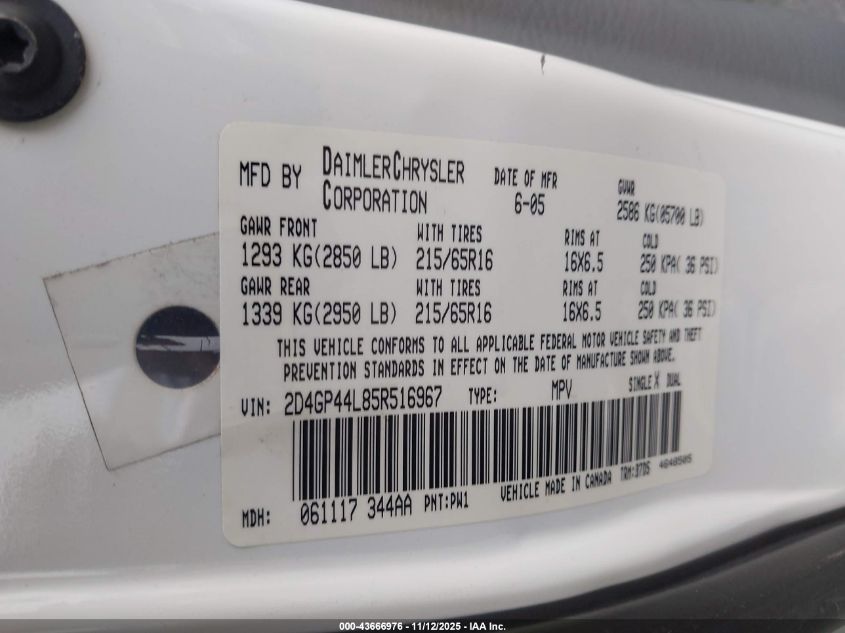 MFD BY DAIMLERCHRYSLER CORPORATION DATE OF MFR 6-05 GVWR 2586 KG(05700 LB)
GAWR FRONT WITH TIRES RIMS AT COLD
1293 KG(2850 LB) 215/65R16 16X6.5 250 KPA( 36 PSI)
GAWR REAR WITH TIRES RIMS AT COLD
1339 KG(2950 LB) 215/65R16 16X6.5 250 KPA( 36 PSI)
THIS VEHICLE CONFORMS TO ALL APPLICABLE FEDERAL MOTOR VEHICLE SAFETY AND THEFT
PREVENTION STANDARDS IN EFFECT ON THE DATE OF MANUFACTURE SHOWN ABOVE.
VIN: 2D4GP44L85R516967 TYPE: MPV SINGLE X DUAL
MDH: 061117 344AA PNT:PW1 VEHICLE MADE IN CANADA TRM:37D5 4648505
000-43666976 - 11/12/2025 - IAA Inc.